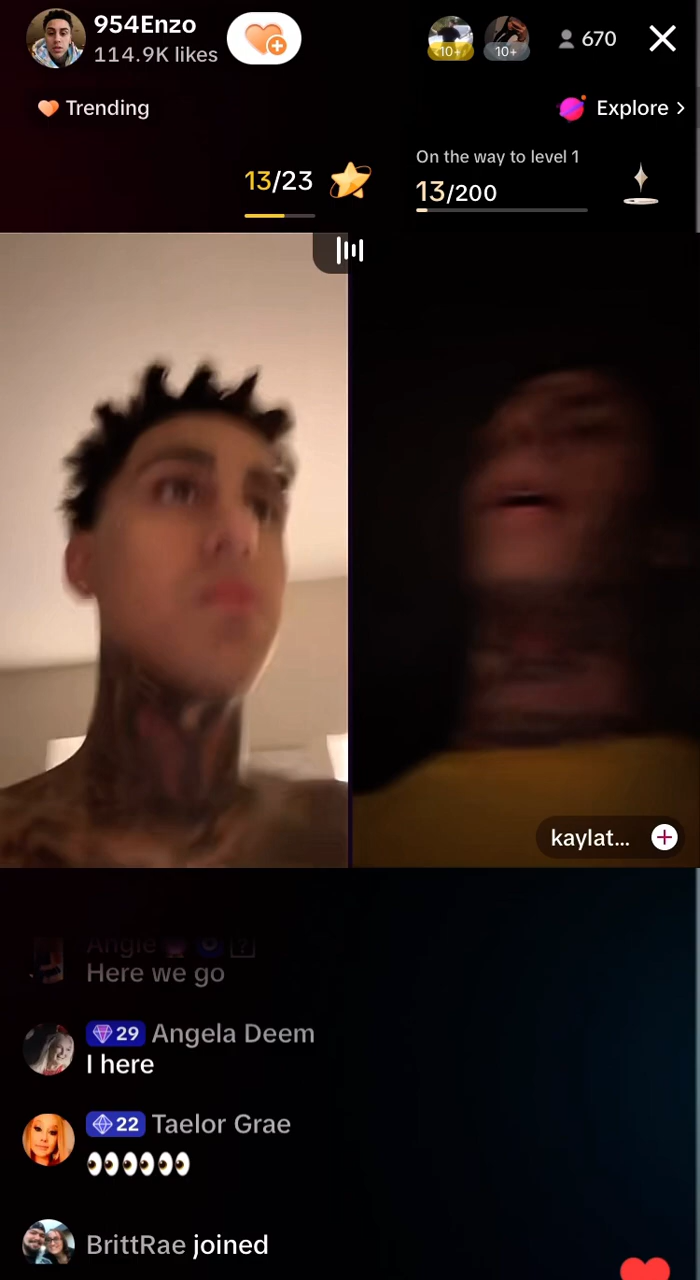 954Enzo
114.9K likes
10+
10+
670
Trending
Explore >
13/23
On the way to level 1
13/200
kaylat...
Angie
Here we go
29 Angela Deem
I here
22 Taelor Grae
👀👀👀👀👀👀
BrittRae joined